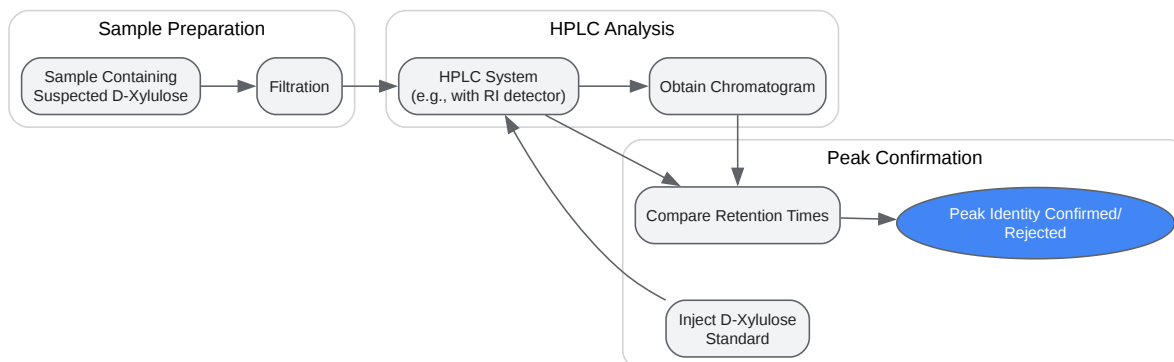 Sample Preparation
HPLC Analysis
Sample Containing
Suspected D-Xylulose
Filtration
HPLC System
(e.g., with RI detector)
Obtain Chromatogram
Peak Confirmation
Compare Retention Times
Peak Identity Confirmed/
Rejected
Inject D-Xylulose
Standard